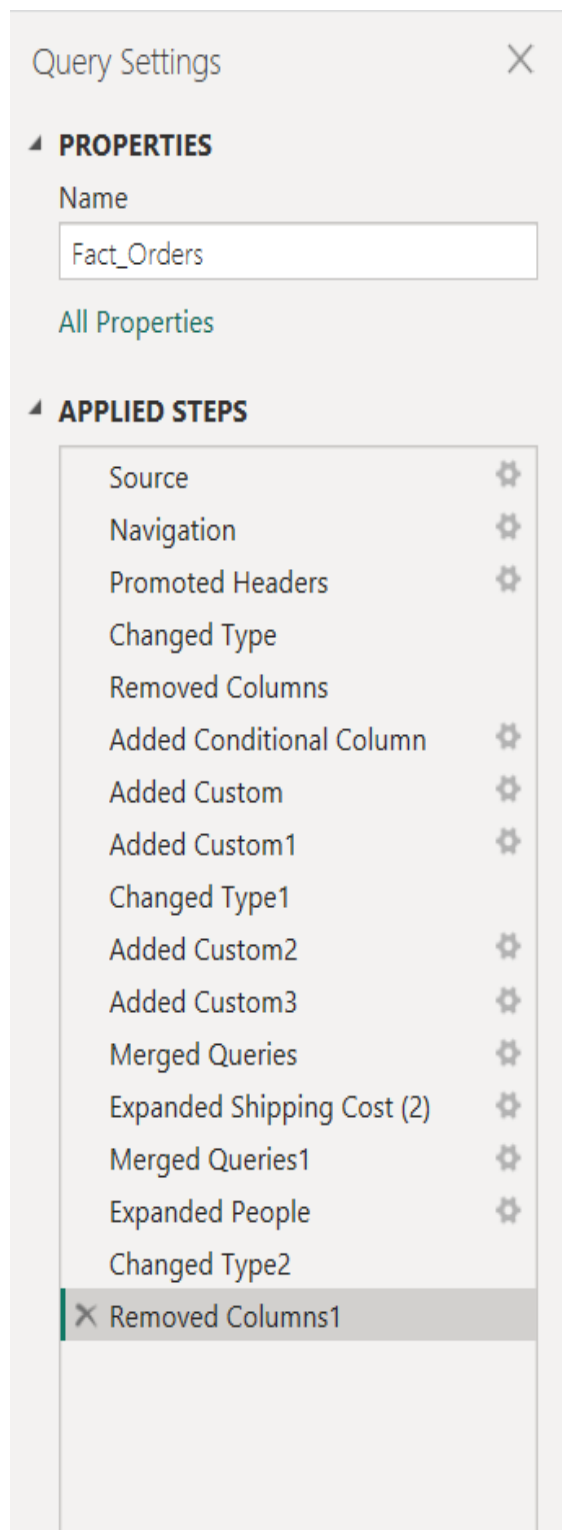 Query Settings
PROPERTIES
Name
Fact_Orders
All Properties
APPLIED STEPS
Source
Navigation
Promoted Headers
Changed Type
Removed Columns
Added Conditional Column
Added Custom
Added Custom1
Changed Type1
Added Custom2
Added Custom3
Merged Queries
Expanded Shipping Cost (2)
Merged Queries1
Expanded People
Changed Type2
Removed Columns1